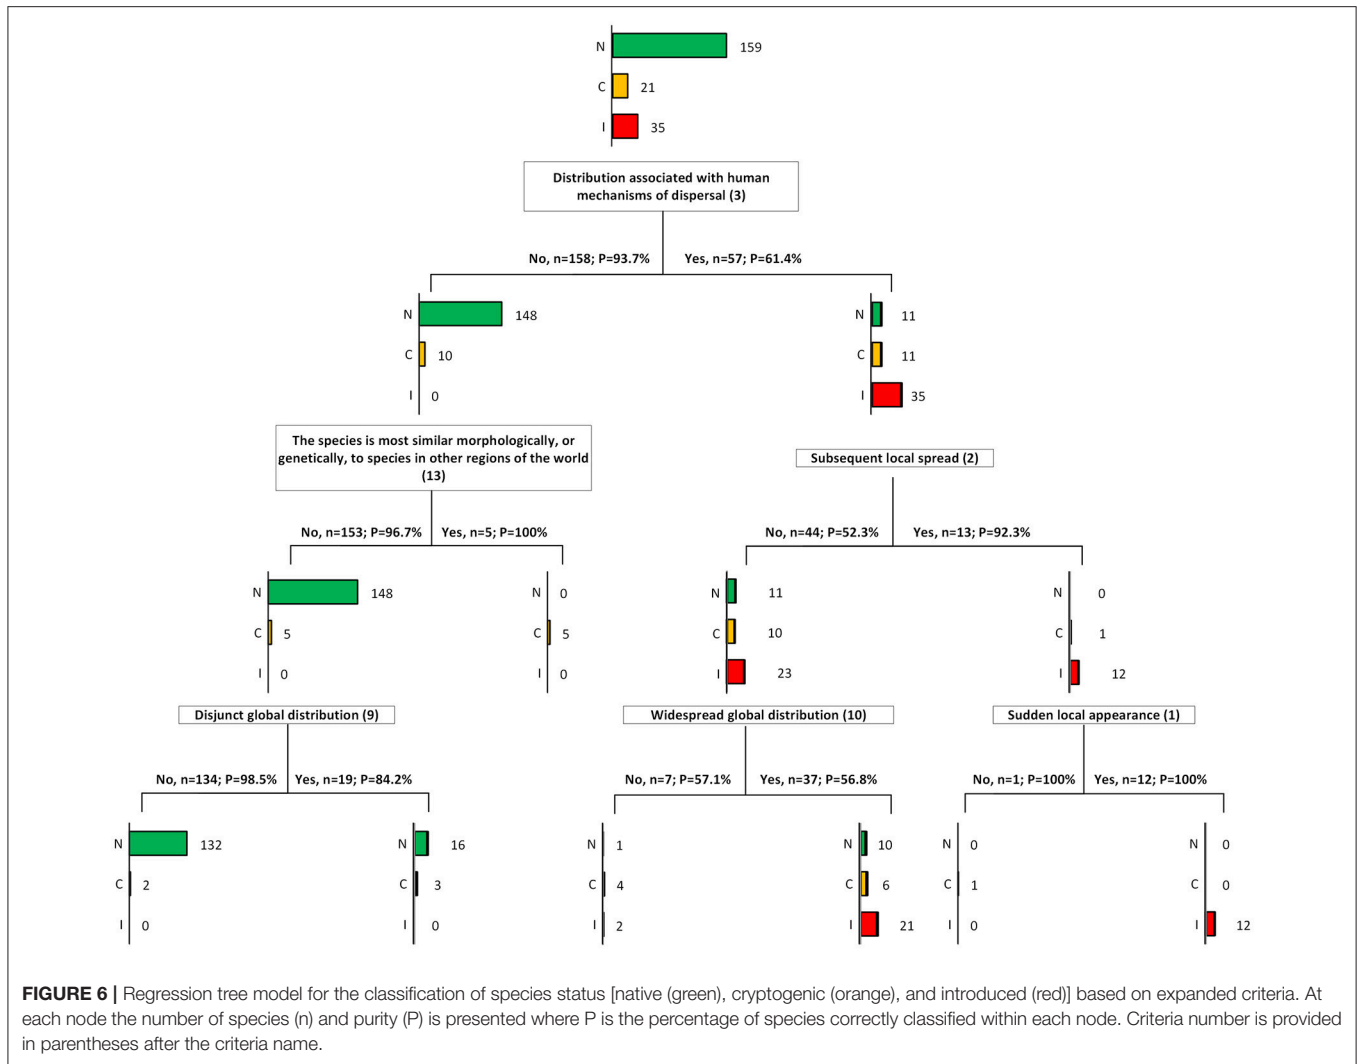 N 159
C 21
I 35
Distribution associated with human
mechanisms of dispersal (3)
No, n=158; P=93.7% Yes, n=57; P=61.4%
N 148 N 11
C 10 C 11
I 0 I 35
The species is most similar morphologically, or
genetically, to species in other regions of the world
(13)
Subsequent local spread (2)
No, n=153; P=96.7% Yes, n=5; P=100% No, n=44; P=52.3% Yes, n=13; P=92.3%
N 148 N 0 N 11 N 0
C 5 C 5 C 10 C 1
I 0 I 0 I 23 I 12
Disjunct global distribution (9) Widespread global distribution (10) Sudden local appearance (1)
No, n=134; P=98.5% Yes, n=19; P=84.2% No, n=7; P=57.1% Yes, n=37; P=56.8% No, n=1; P=100% Yes, n=12; P=100%
N 132 N 16 N 1 N 10 N 0 N 0
C 2 C 3 C 4 C 6 C 1 C 0
I 0 I 0 I 2 I 21 I 0 I 12
FIGURE 6 | Regression tree model for the classification of species status [native (green), cryptogenic (orange), and introduced (red)] based on expanded criteria. At
each node the number of species (n) and purity (P) is presented where P is the percentage of species correctly classified within each node. Criteria number is provided
in parentheses after the criteria name.